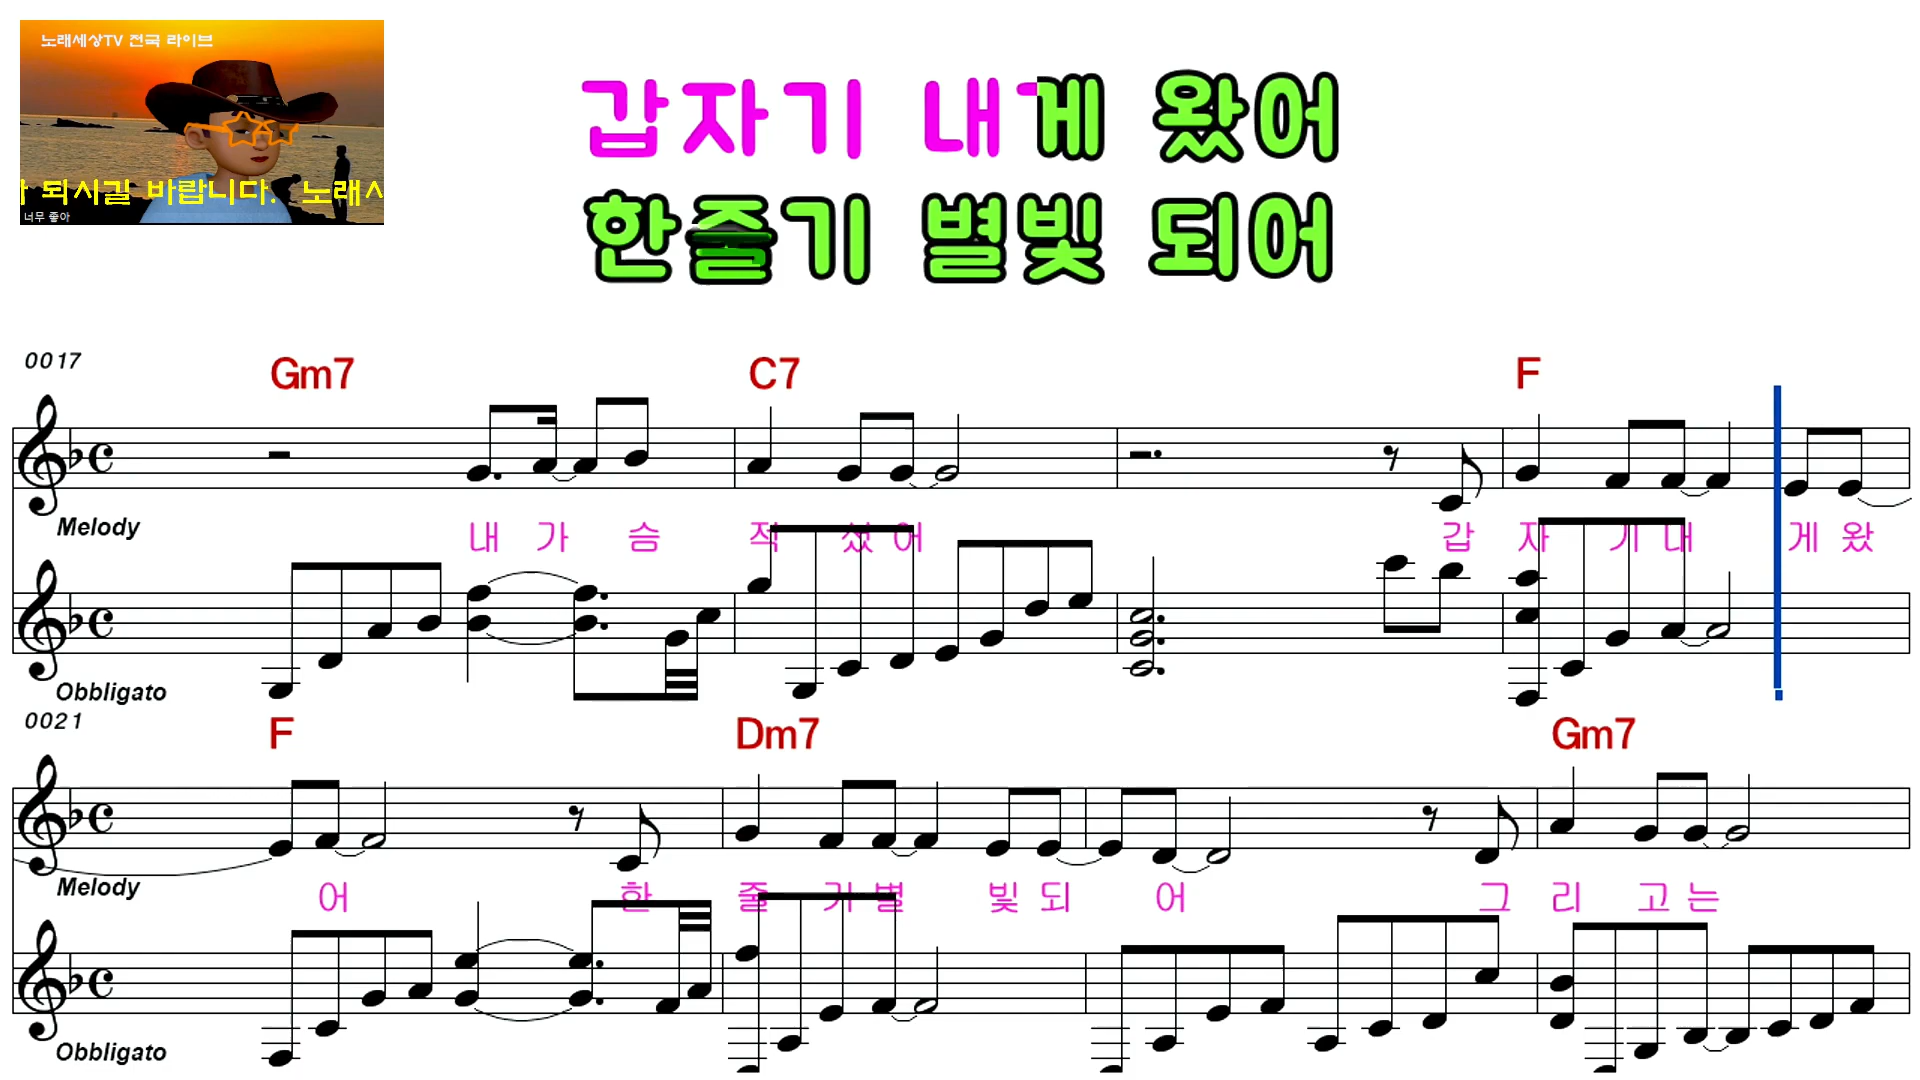 노래세상TV 전국 라이브
되시길 바랍니다. 노래
너무 좋아
갑자기 내게 왔어
한줄기 별빛 되어
0017
Gm7 C7 F
Melody
내 가 슴 적 셨 어 갑 자 기 내 게 왔
Obbligato
0021
F Dm7 Gm7
Melody
어 한 줄 기 별 빛 되 어 그 리 고 는
Obbligato